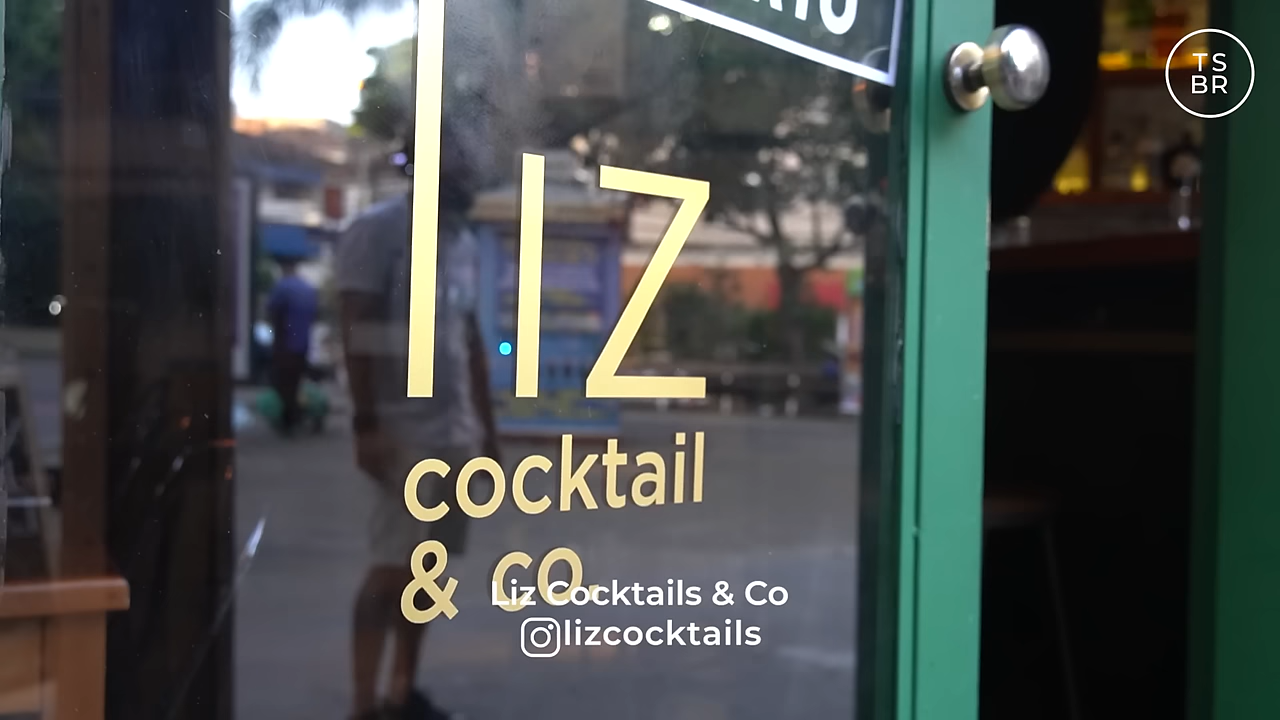 TS
BR
liz
cocktail
& co.
Liz Cocktails & Co
lizcocktails